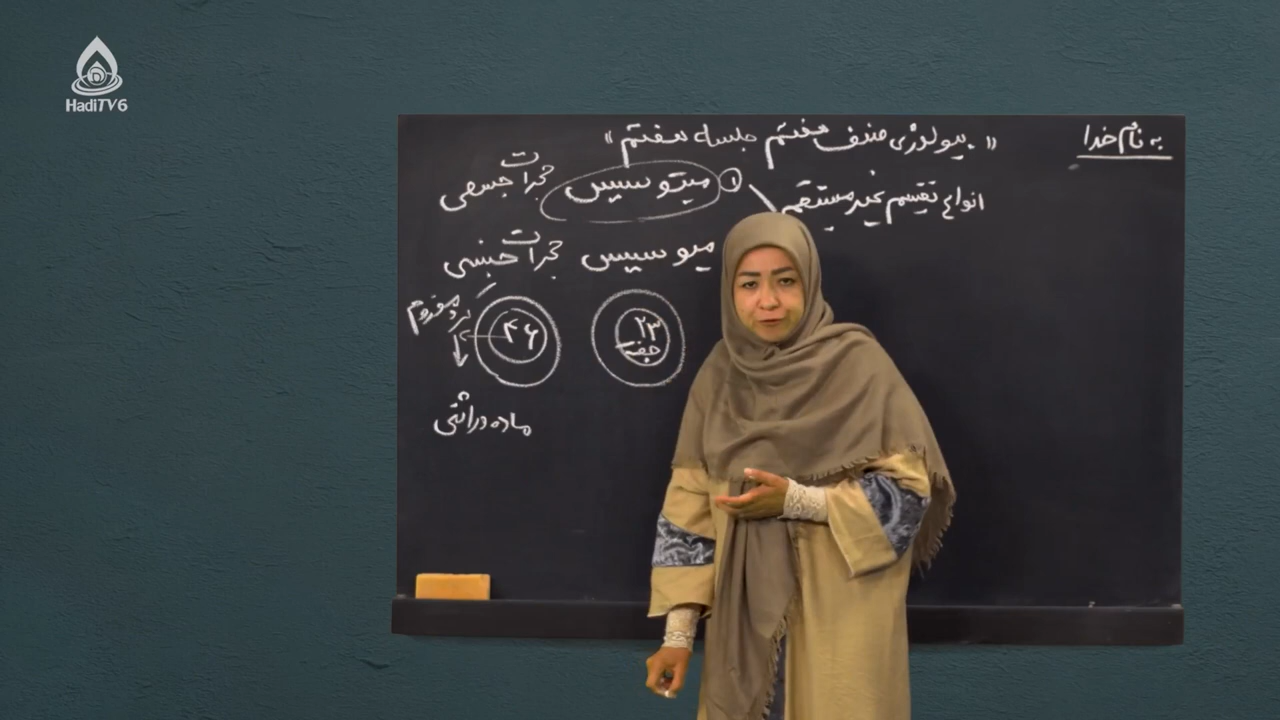 HadiTV6
به نام خدا
« بیولوژی صنف هفتم جلسه هفتم »
انواع تقسیم غیر مستقیم
۱ میتوسیس حجرات جسمی
میوسیس حجرات جنسی
۲۳ جفت
۴۶
کروموزوم
ماده وراثتی